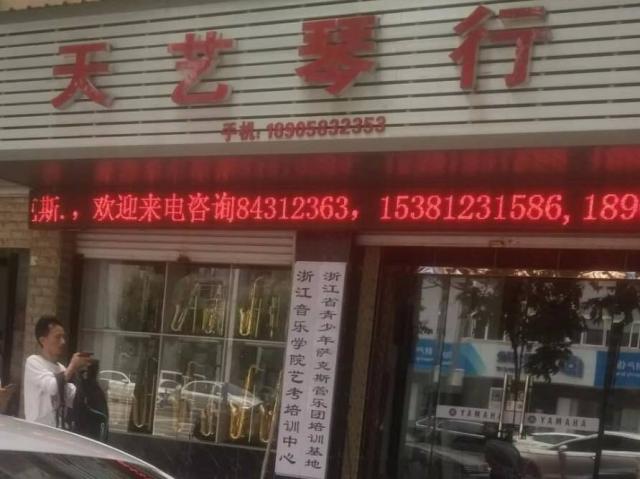 天艺琴行
手机:18905832353
克斯.，欢迎来电咨询84312363，15381231586,189
浙江音乐学院艺考培训中心
浙江省青少年萨克斯管乐团培训基地
YAMAHA
YAMAHA